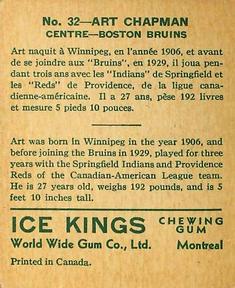 No. 32—ART CHAPMAN
CENTRE—BOSTON BRUINS
Art naquit à Winnipeg, en l'année 1906, et avant
de se joindre aux "Bruins", en 1929, il joua pen-
dant trois ans avec les "Indians" de Springfield et
les "Reds" de Providence, de la ligue cana-
dienne-américaine. Il a 27 ans, pèse 192 livres
et mesure 5 pieds 10 pouces.
Art was born in Winnipeg in the year 1906, and
before joining the Bruins in 1929, played for three
years with the Springfield Indians and Providence
Reds of the Canadian-American League team.
He is 27 years old, weighs 192 pounds, and is 5
feet 10 inches tall.
ICE KINGS CHEWING GUM
World Wide Gum Co., Ltd. Montreal
Printed in Canada.